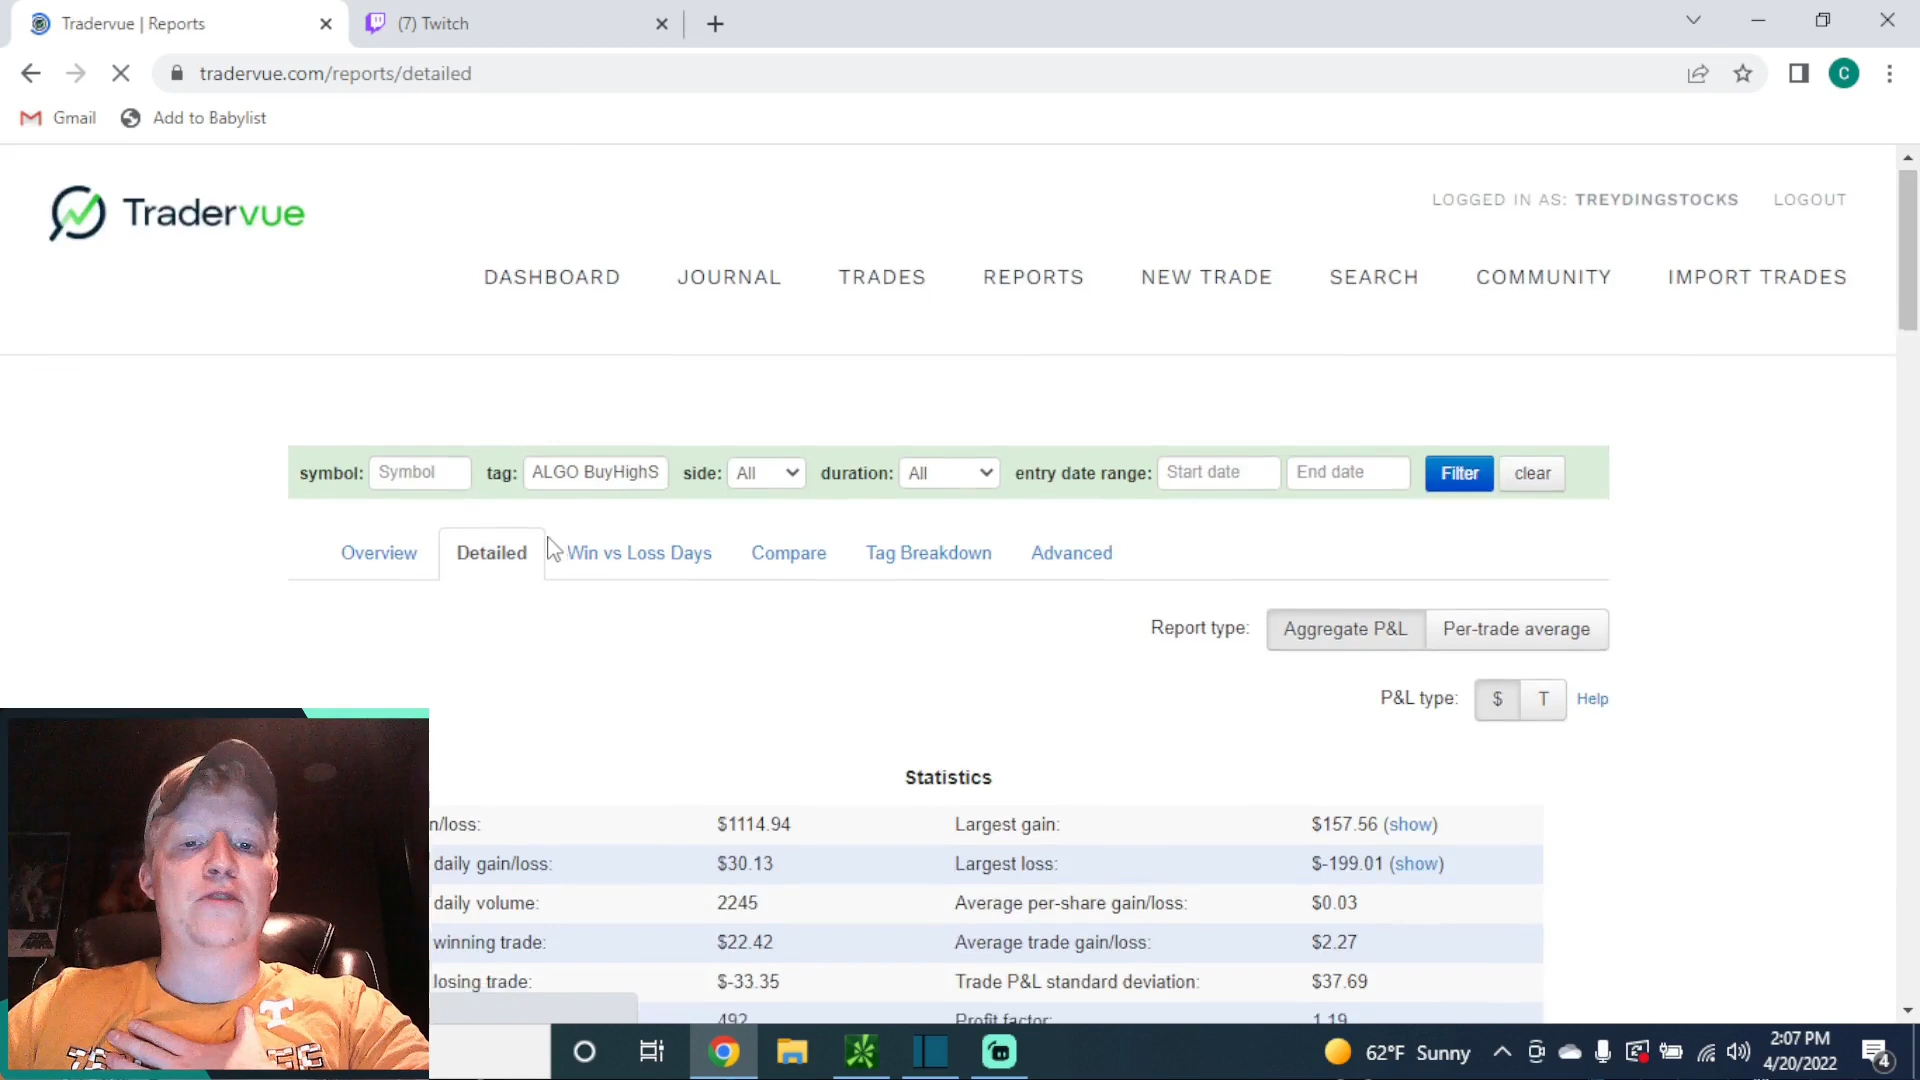 Tradervue | Reports
(7) Twitch
tradervue.com/reports/detailed
C
Gmail
Add to Babylist
Tradervue
LOGGED IN AS: TREYDINGSTOCKS LOGOUT
DASHBOARD JOURNAL TRADES REPORTS NEW TRADE SEARCH COMMUNITY IMPORT TRADES
symbol: Symbol tag: ALGO BuyHighS side: All duration: All entry date range: Start date End date Filter clear
Overview Detailed Win vs Loss Days Compare Tag Breakdown Advanced
Report type: Aggregate P&L Per-trade average
P&L type: $ T Help
Statistics
n/loss: $1114.94 Largest gain: $157.56 (show)
daily gain/loss: $30.13 Largest loss: $-199.01 (show)
daily volume: 2245 Average per-share gain/loss: $0.03
winning trade: $22.42 Average trade gain/loss: $2.27
losing trade: $-33.35 Trade P&L standard deviation: $37.69
492 Profit factor: 1.19
T
62°F Sunny
2:07 PM
4/20/2022
4